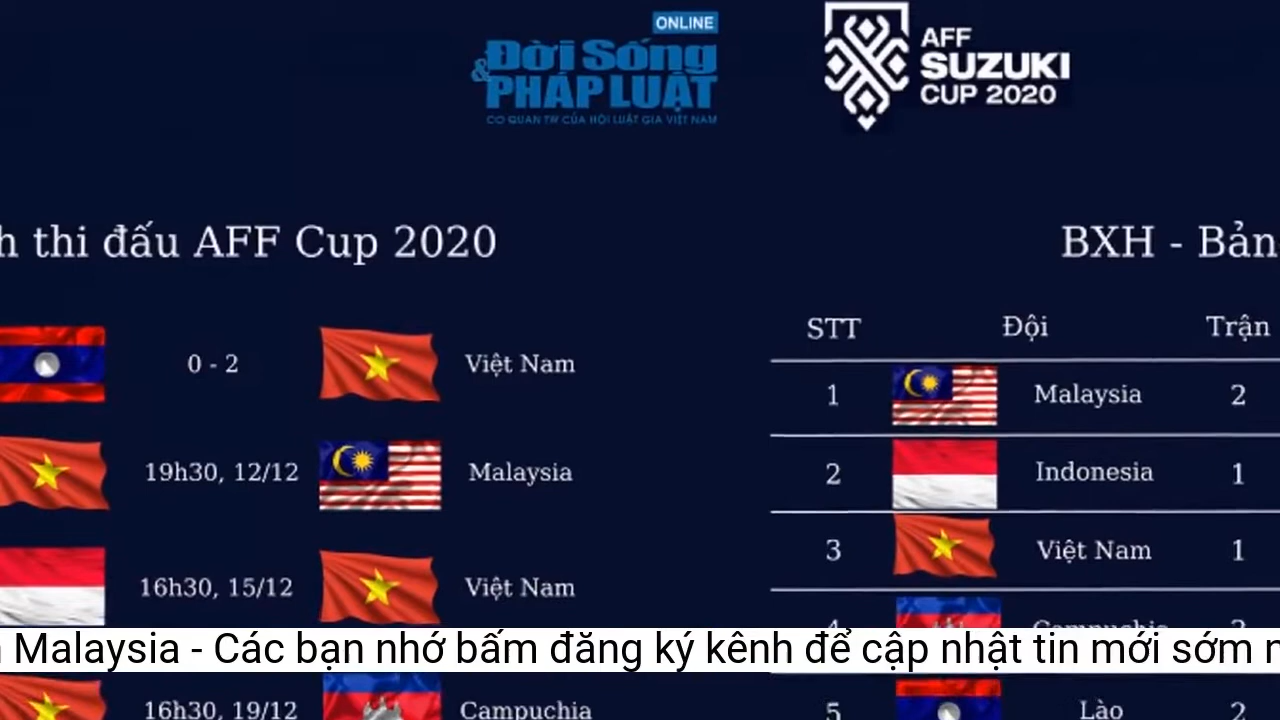 ONLINE
Đời Sống
& PHÁP LUẬT
CƠ QUAN TW CỦA HỘI LUẬT GIA VIỆT NAM
AFF
SUZUKI
CUP 2020
h thi đấu AFF Cup 2020
0 - 2 Việt Nam
19h30, 12/12 Malaysia
16h30, 15/12 Việt Nam
16h30, 19/12 Campuchia
BXH - Bản
STT Đội Trận
1 Malaysia 2
2 Indonesia 1
3 Việt Nam 1
4 Campuchia 2
5 Lào 2
Malaysia - Các bạn nhớ bấm đăng ký kênh để cập nhật tin mới sớm n